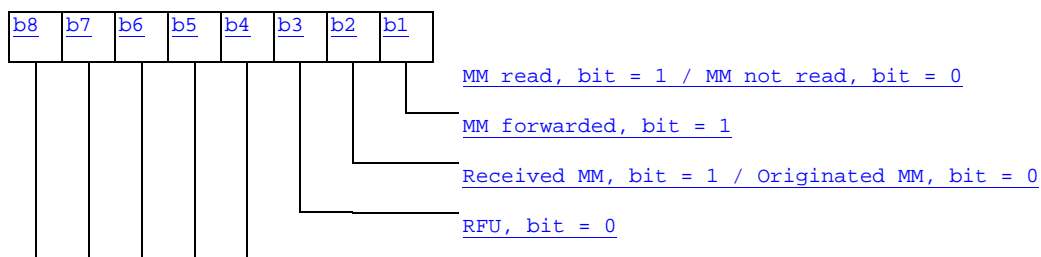 b8 b7 b6 b5 b4 b3 b2 b1
MM read, bit = 1 / MM not read, bit = 0
MM forwarded, bit = 1
Received MM, bit = 1 / Originated MM, bit = 0
RFU, bit = 0